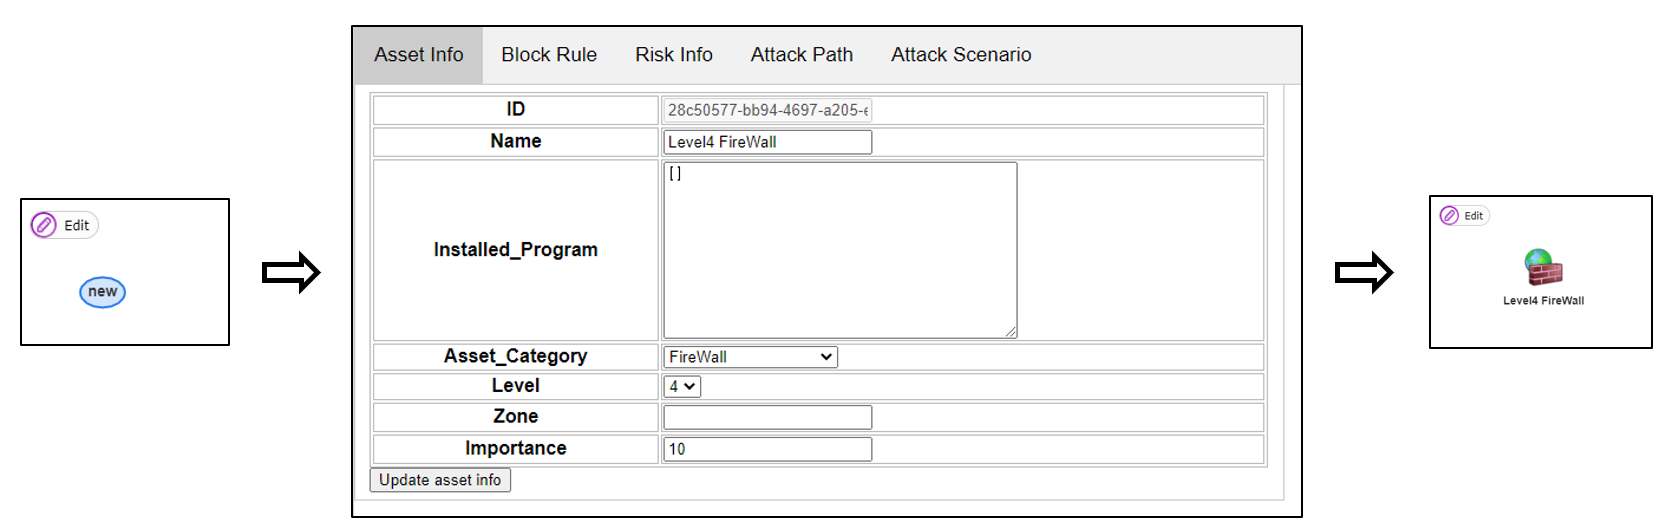 Edit
new
Asset Info Block Rule Risk Info Attack Path Attack Scenario
ID 28c50577-bb94-4697-a205-e
Name Level4 FireWall
Installed_Program []
Asset_Category FireWall
Level 4
Zone
Importance 10
Update asset info
Edit
Level4 FireWall